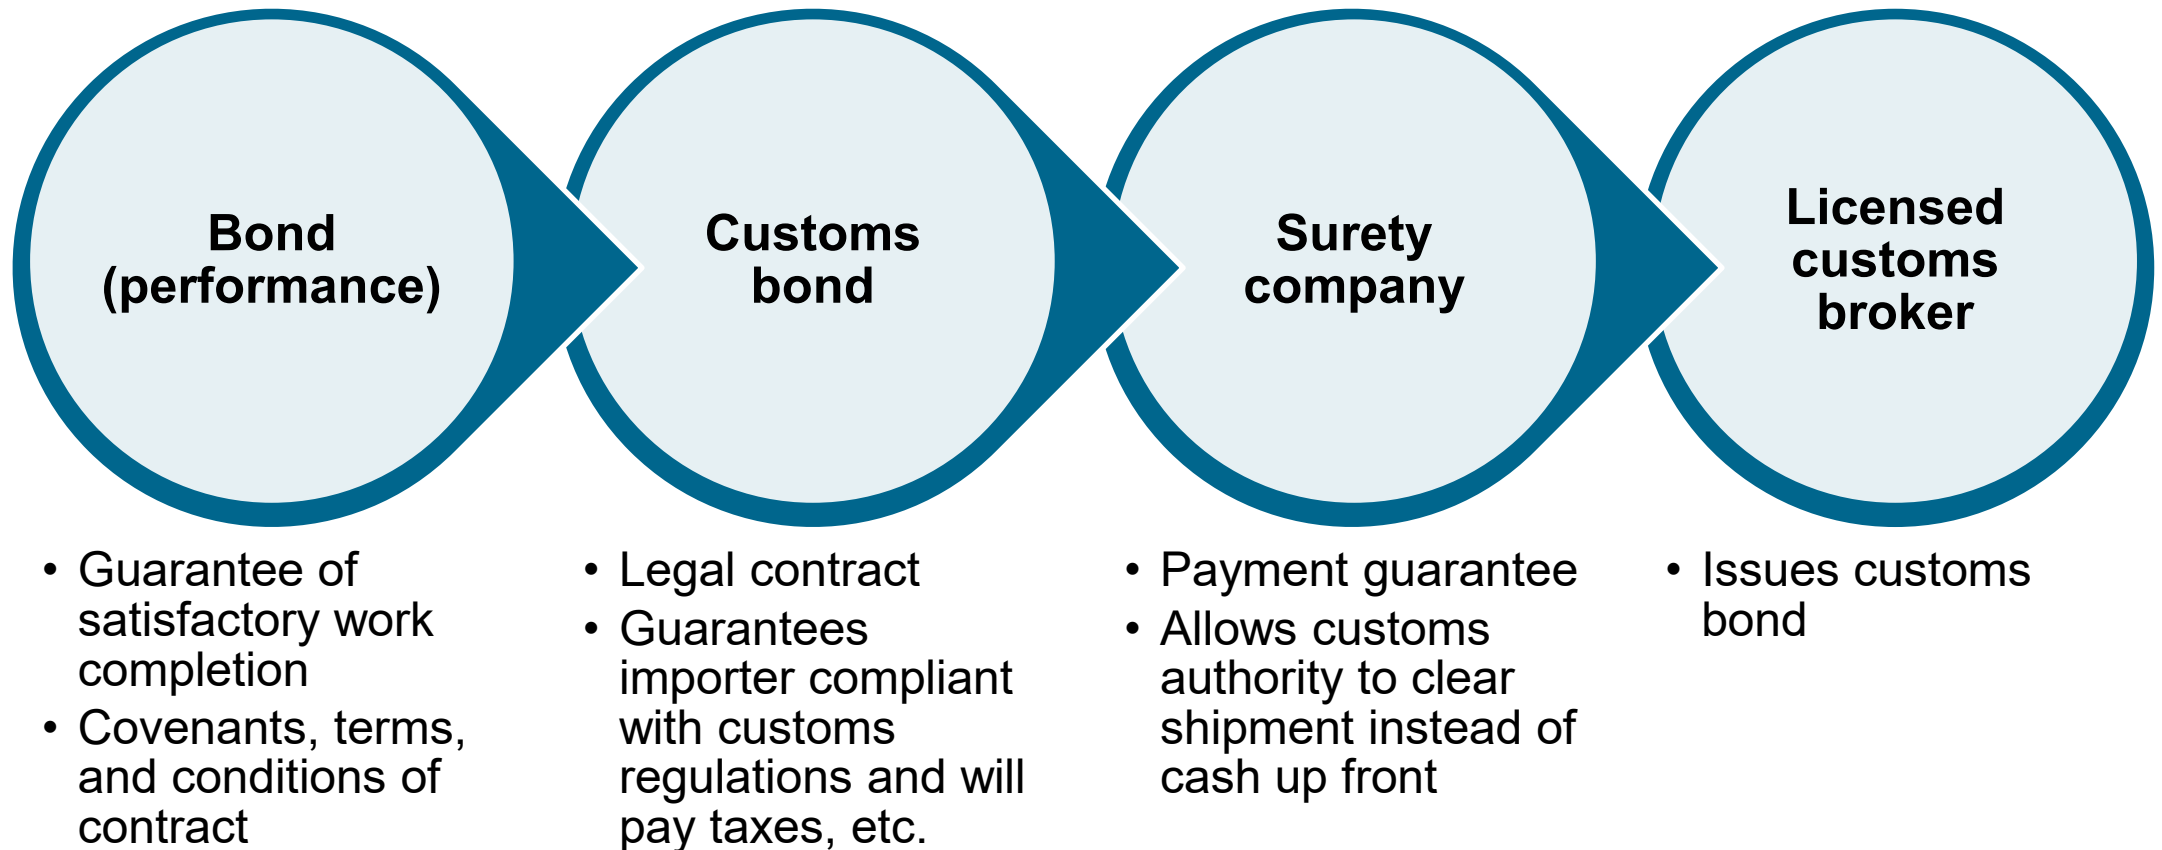 Bond
(performance)
Customs
bond
Surety
company
Licensed
customs
broker
• Guarantee of
satisfactory work
completion
• Covenants, terms,
and conditions of
contract
• Legal contract
• Guarantees
importer compliant
with customs
regulations and will
pay taxes, etc.
• Payment guarantee
• Allows customs
authority to clear
shipment instead of
cash up front
• Issues customs
bond